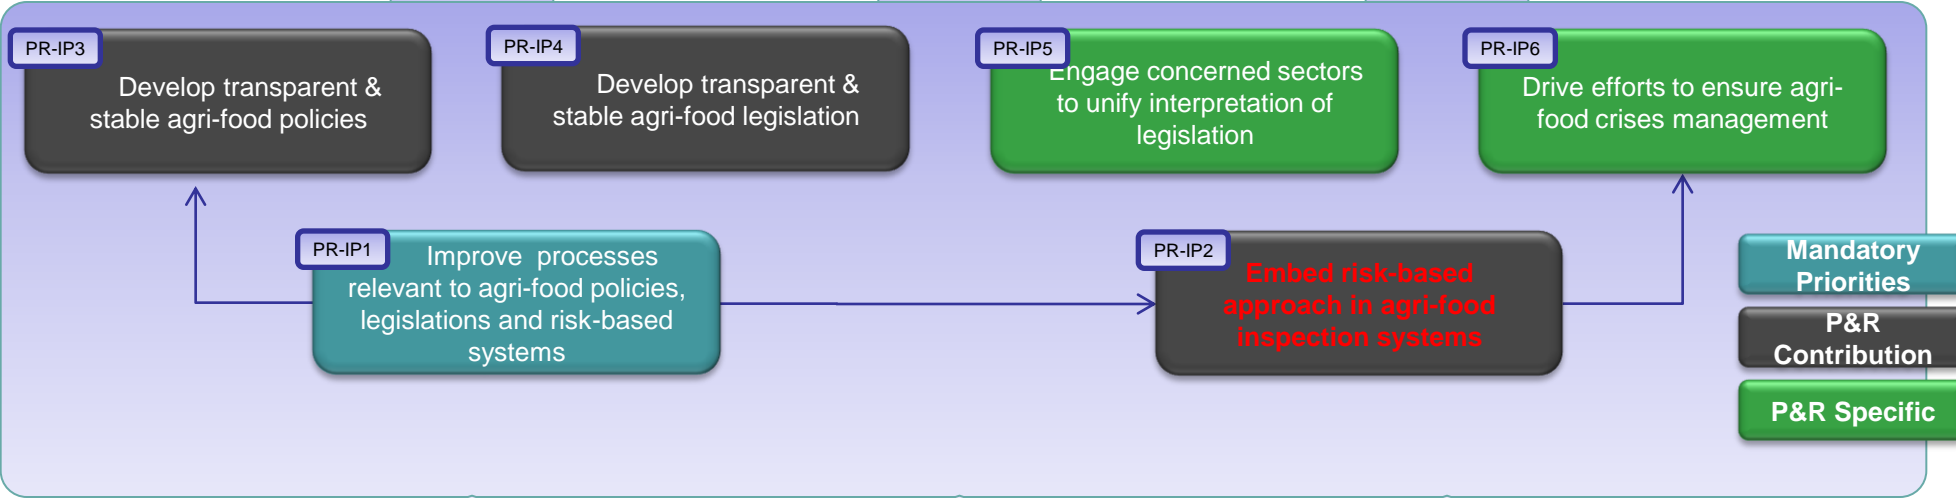 PR-IP3
Develop transparent &
stable agri-food policies
PR-IP4
Develop transparent &
stable agri-food legislation
PR-IP5
Engage concerned sectors
to unify interpretation of
legislation
PR-IP6
Drive efforts to ensure agri-
food crises management
PR-IP1
Improve processes
relevant to agri-food policies,
legislations and risk-based
systems
PR-IP2
Embed risk-based
approach in agri-food
inspection systems
Mandatory
Priorities
P&R
Contribution
P&R Specific